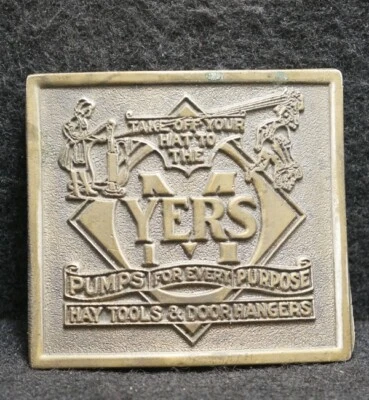 TAKE OFF YOUR
HAT TO
THE
MYERS
PUMPS FOR EVERY PURPOSE
HAY TOOLS & DOOR HANGERS